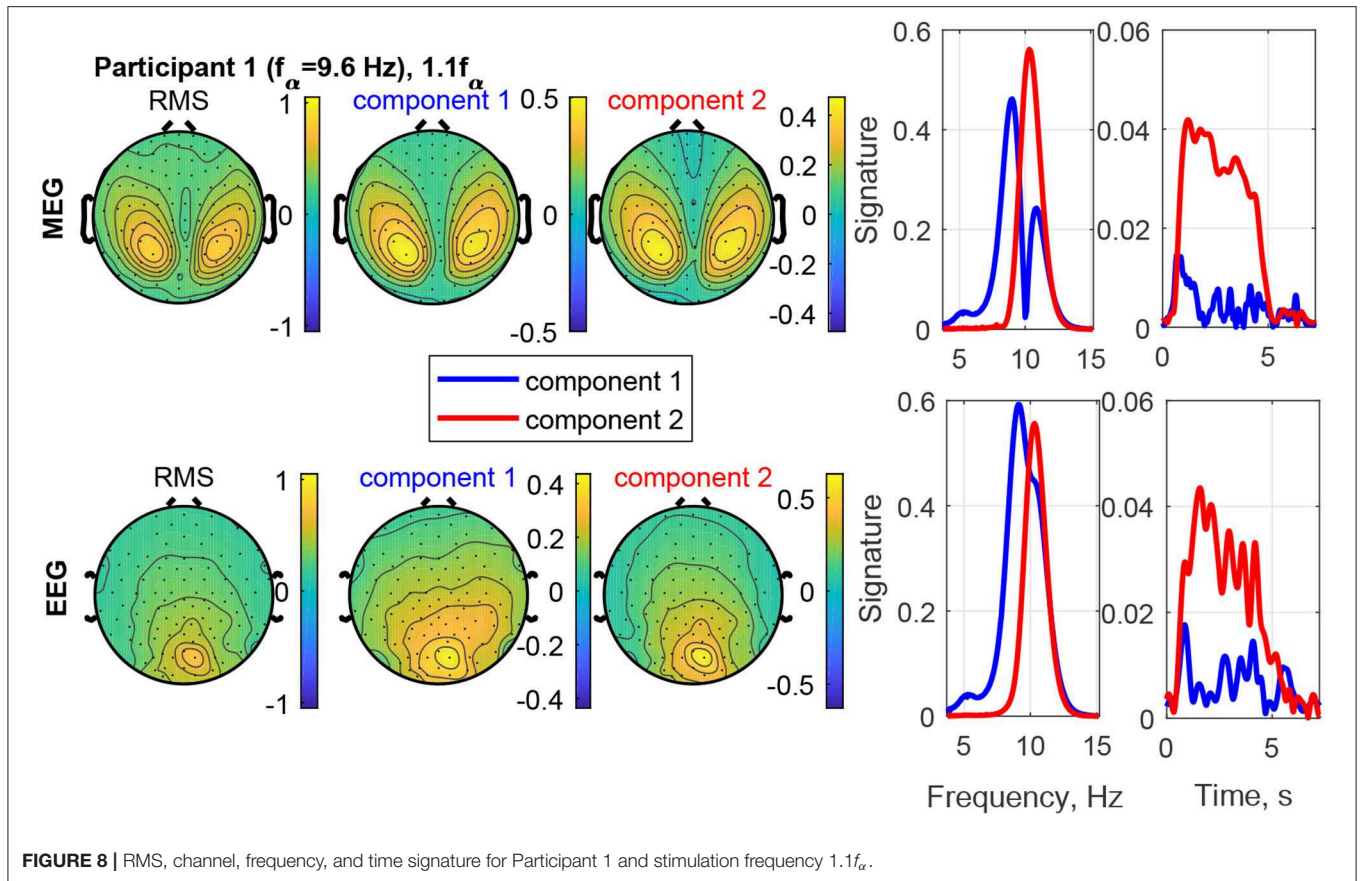 Participant 1 (fα=9.6 Hz), 1.1fα
RMS
component 1
component 2
MEG
1
0
-1
0.5
0
-0.5
0.4
0.2
0
-0.2
-0.4
Signature
0.6
0.4
0.2
0
5 10 15
0.06
0.04
0.02
0
0 5
component 1
component 2
RMS
component 1
component 2
EEG
1
0
-1
0.4
0.2
0
-0.2
-0.4
0.5
0
-0.5
Signature
0.6
0.4
0.2
0
5 10 15
Frequency, Hz
0.06
0.04
0.02
0
0 5
Time, s
FIGURE 8 | RMS, channel, frequency, and time signature for Participant 1 and stimulation frequency 1.1fα.